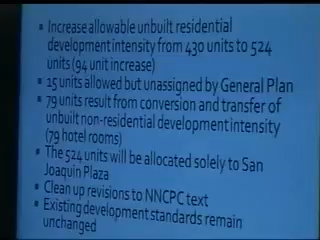 ▪ Increase allowable unbuilt residential
development intensity from 430 units to 524
units (94 unit increase)
▪ 15 units allowed but unassigned by General Plan
▪ 79 units result from conversion and transfer of
unbuilt non-residential development intensity
(79 hotel rooms)
▪ The 524 units will be allocated solely to San
Joaquin Plaza
▪ Clean up revisions to NNCPC text
▪ Existing development standards remain
unchanged